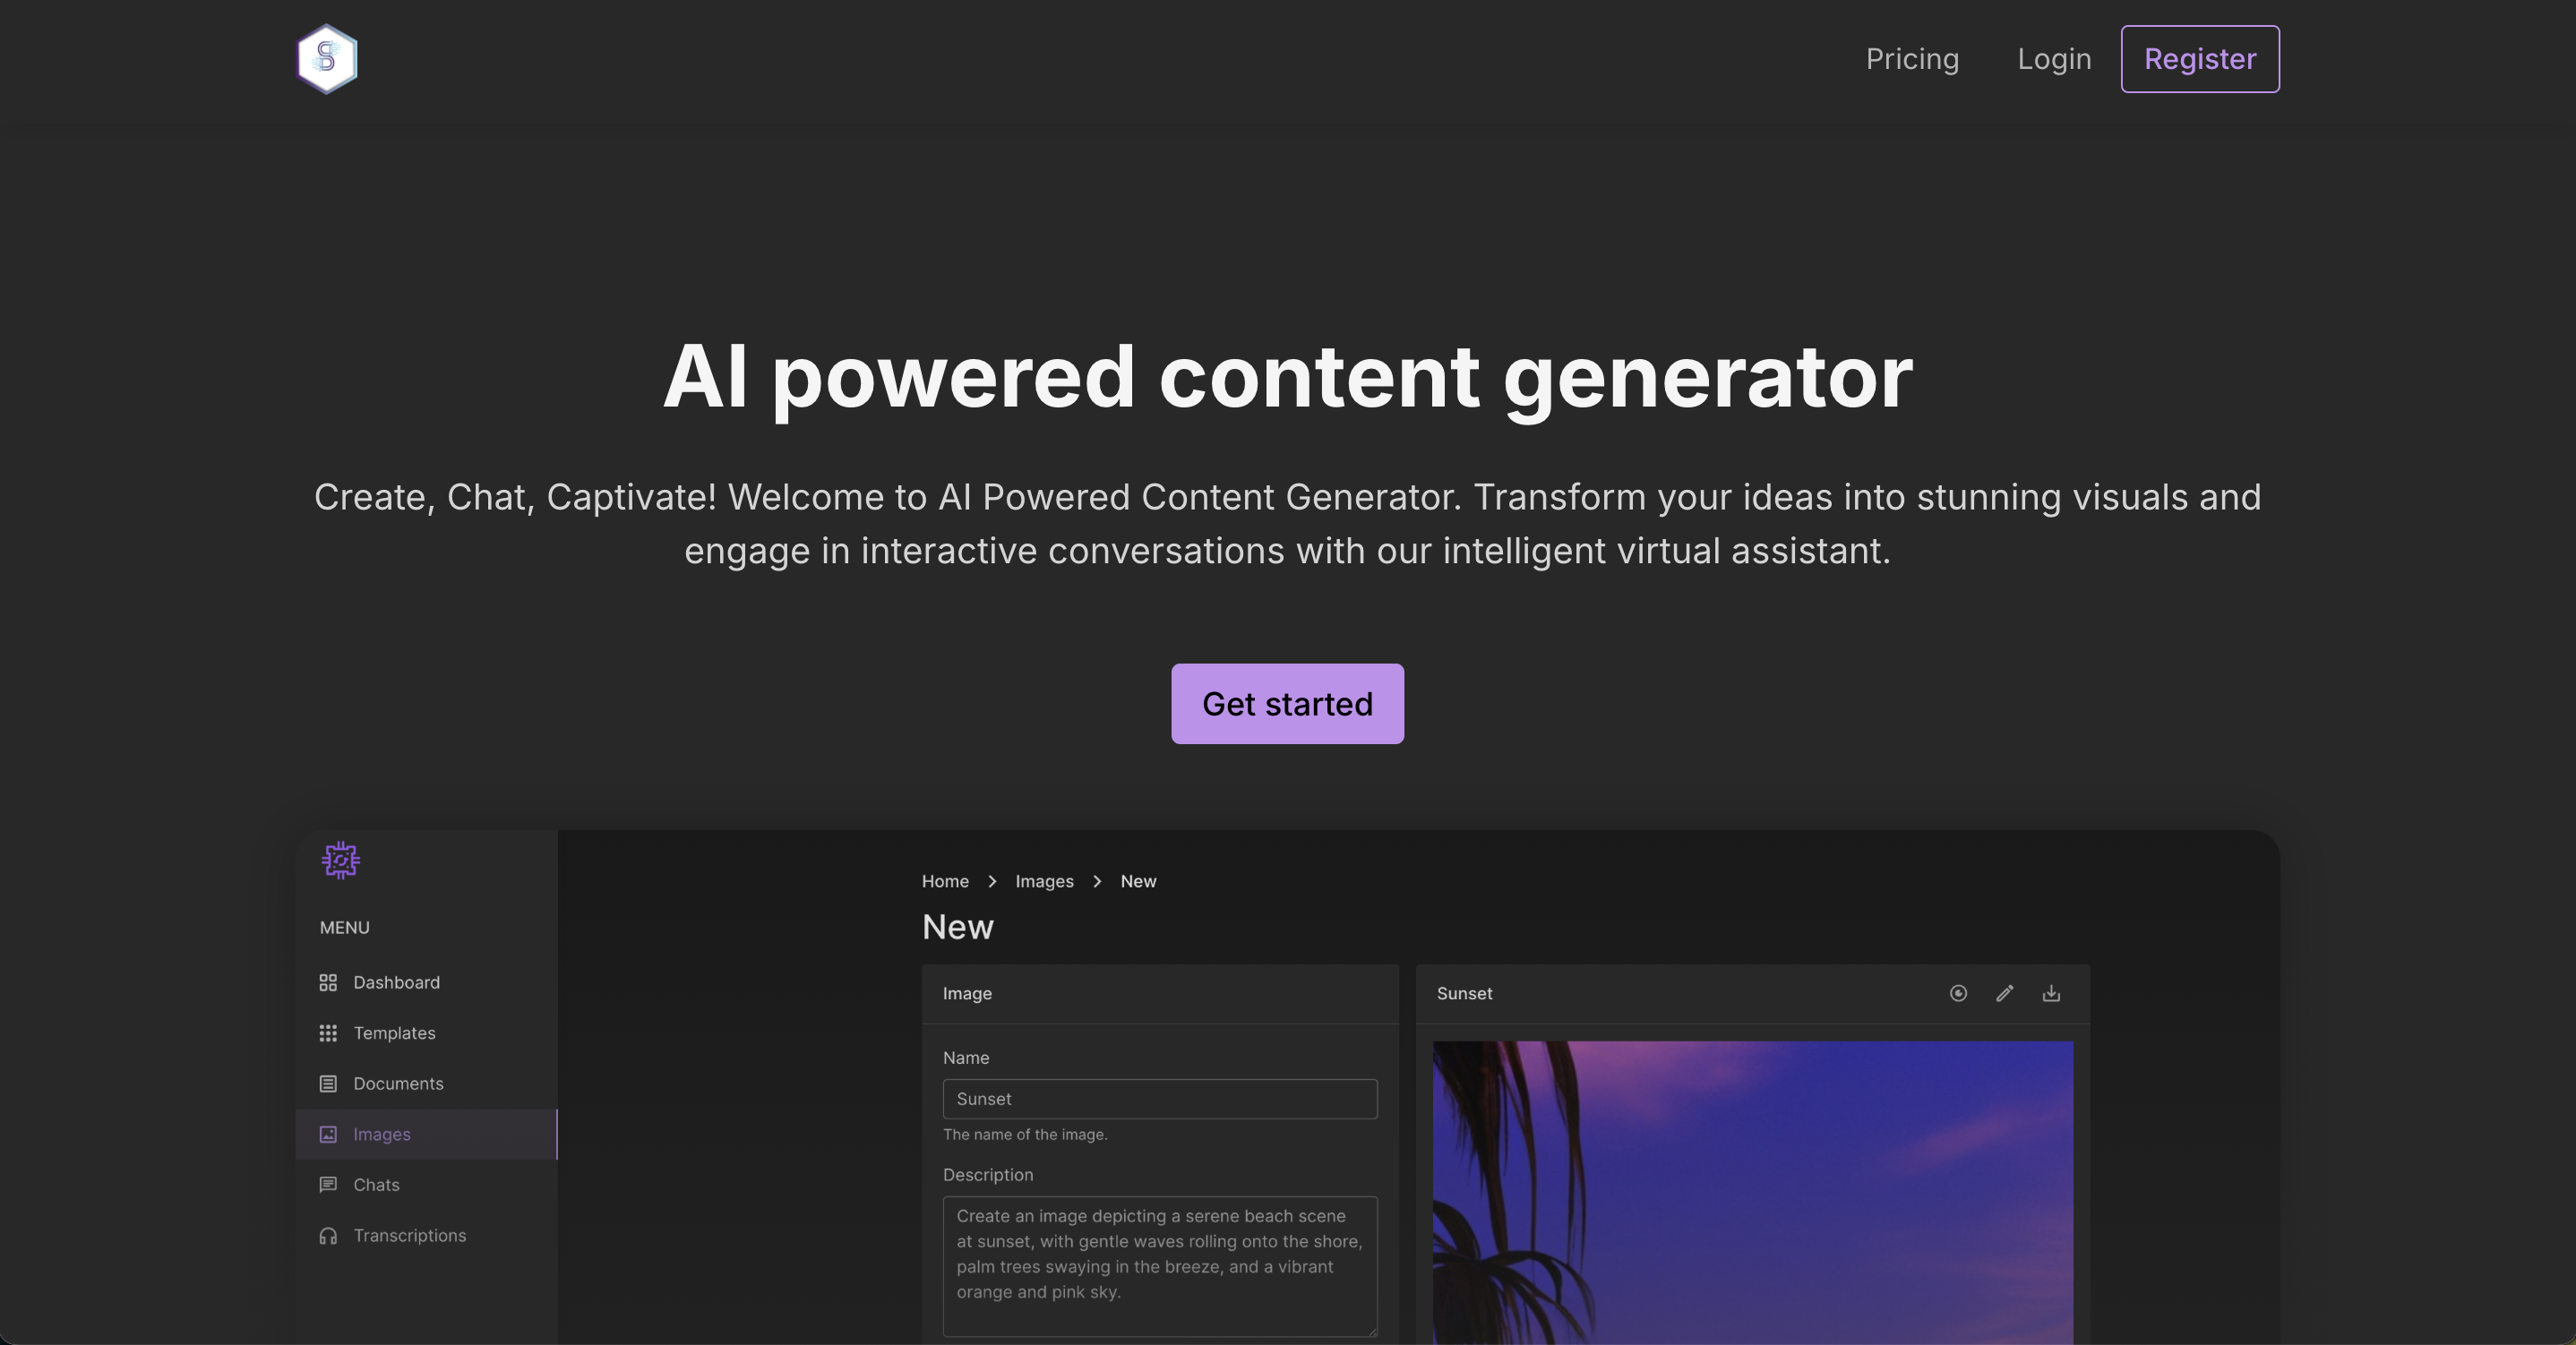 Pricing
Login
Register
AI powered content generator
Create, Chat, Captivate! Welcome to AI Powered Content Generator. Transform your ideas into stunning visuals and
engage in interactive conversations with our intelligent virtual assistant.
Get started
MENU
Dashboard
Templates
Documents
Images
Chats
Transcriptions
Home > Images > New
New
Image
Name
Sunset
The name of the image.
Description
Create an image depicting a serene beach scene
at sunset, with gentle waves rolling onto the shore,
palm trees swaying in the breeze, and a vibrant
orange and pink sky.
Sunset